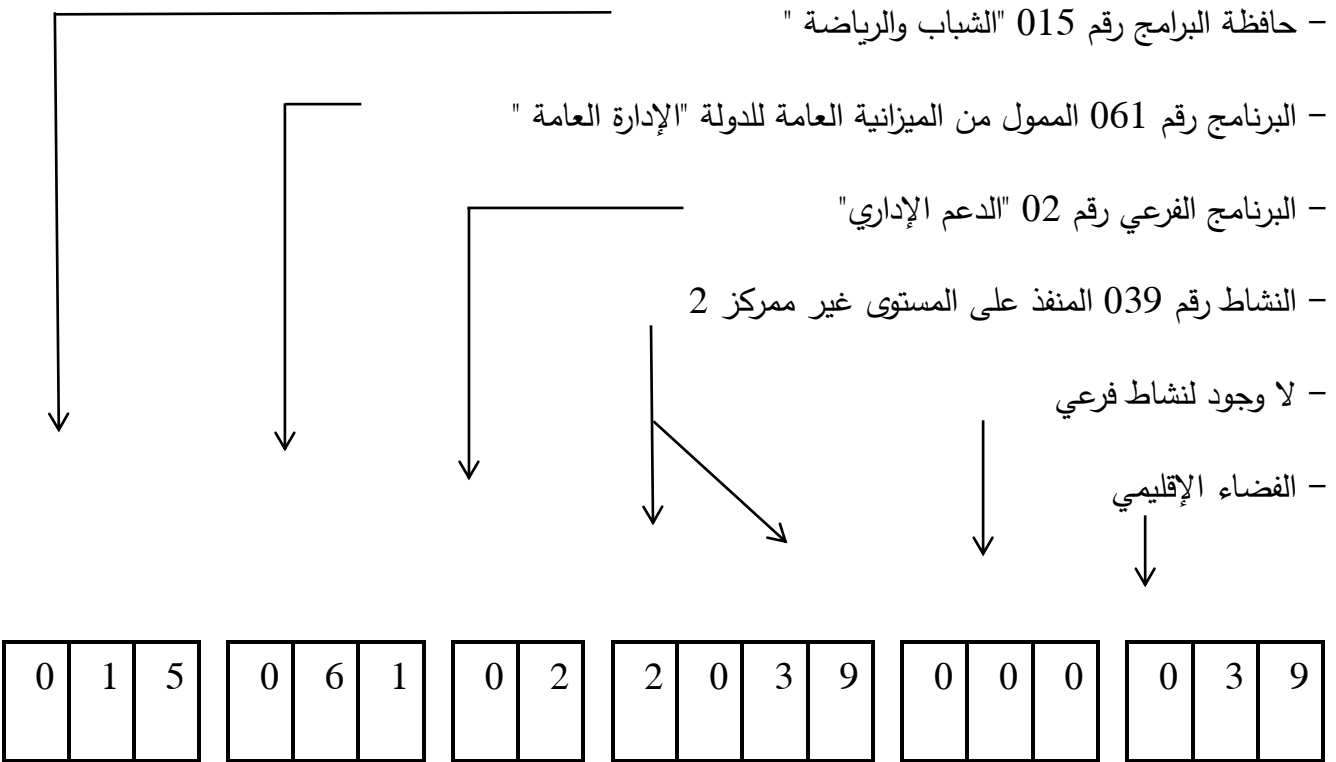 – حافظة البرامج رقم 015 "الشباب والرياضة "
– البرنامج رقم 061 الممول من الميزانية العامة للدولة "الإدارة العامة "
– البرنامج الفرعي رقم 02 "الدعم الإداري"
– النشاط رقم 039 المنفذ على المستوى غير ممركز 2
– لا وجود لنشاط فرعي
– الفضاء الإقليمي
0 1 5 0 6 1 0 2 2 0 3 9 0 0 0 0 3 9